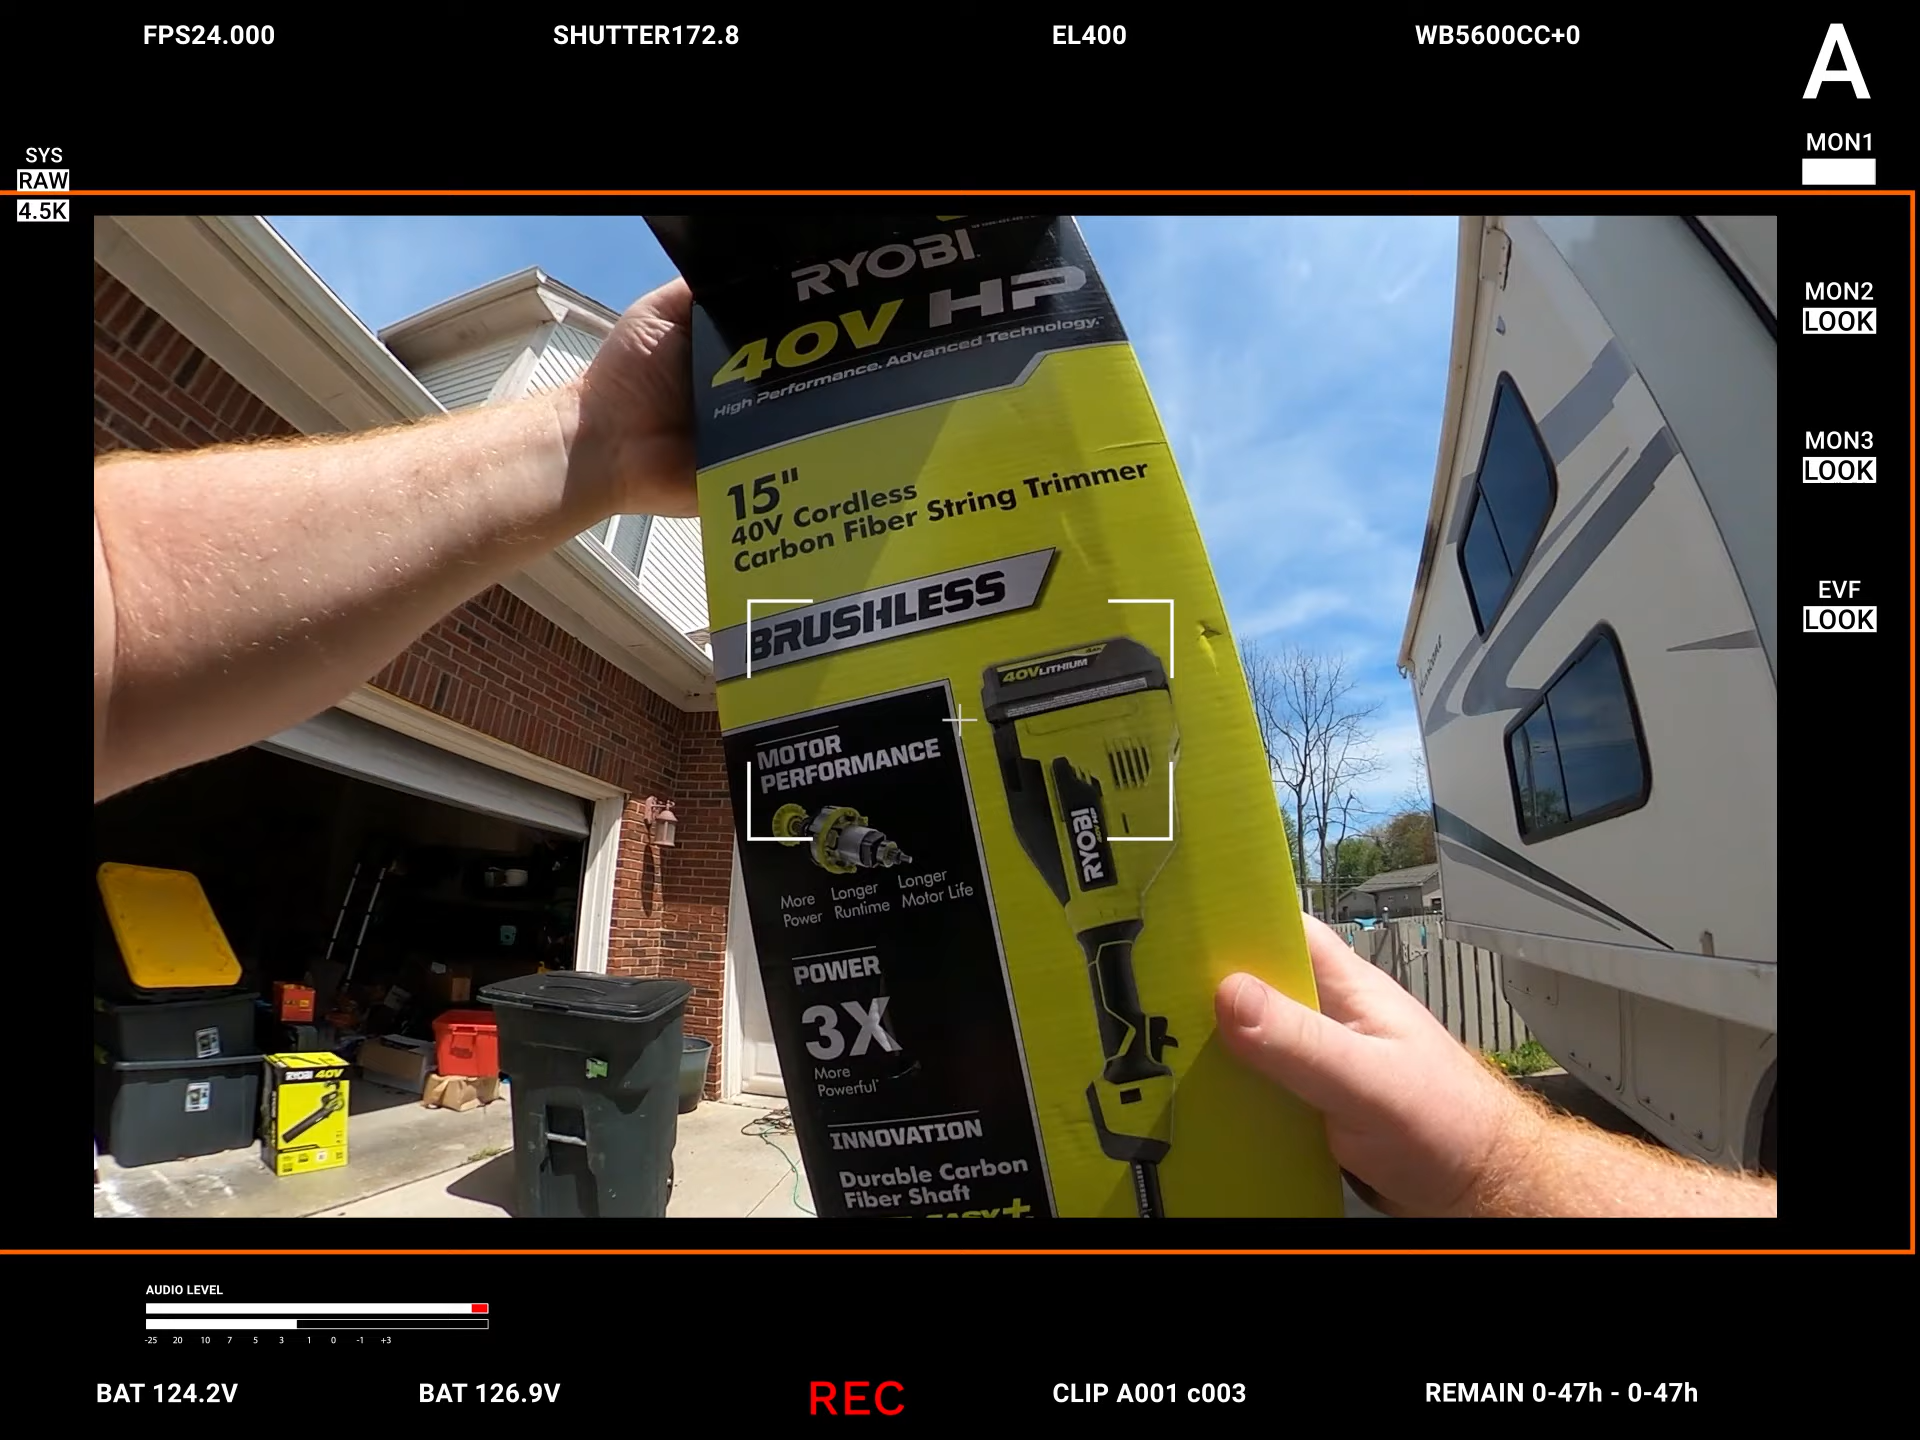 FPS24.000
SHUTTER172.8
EL400
WB5600CC+0
A
SYS
RAW
4.5K
MON1
MON2
LOOK
MON3
LOOK
EVF
LOOK
RYOBI
40V HP
High Performance. Advanced Technology.™
15"
40V Cordless
Carbon Fiber String Trimmer
BRUSHLESS
40V LITHIUM
MOTOR
PERFORMANCE
RYOBI
More Power
Longer Runtime
Longer Motor Life
POWER
3X
More
Powerful*
INNOVATION
Durable Carbon
Fiber Shaft
RYOBI 40V
AUDIO LEVEL
-25 20 10 7 5 3 1 0 -1 +3
BAT 124.2V
BAT 126.9V
REC
CLIP A001 c003
REMAIN 0-47h - 0-47h